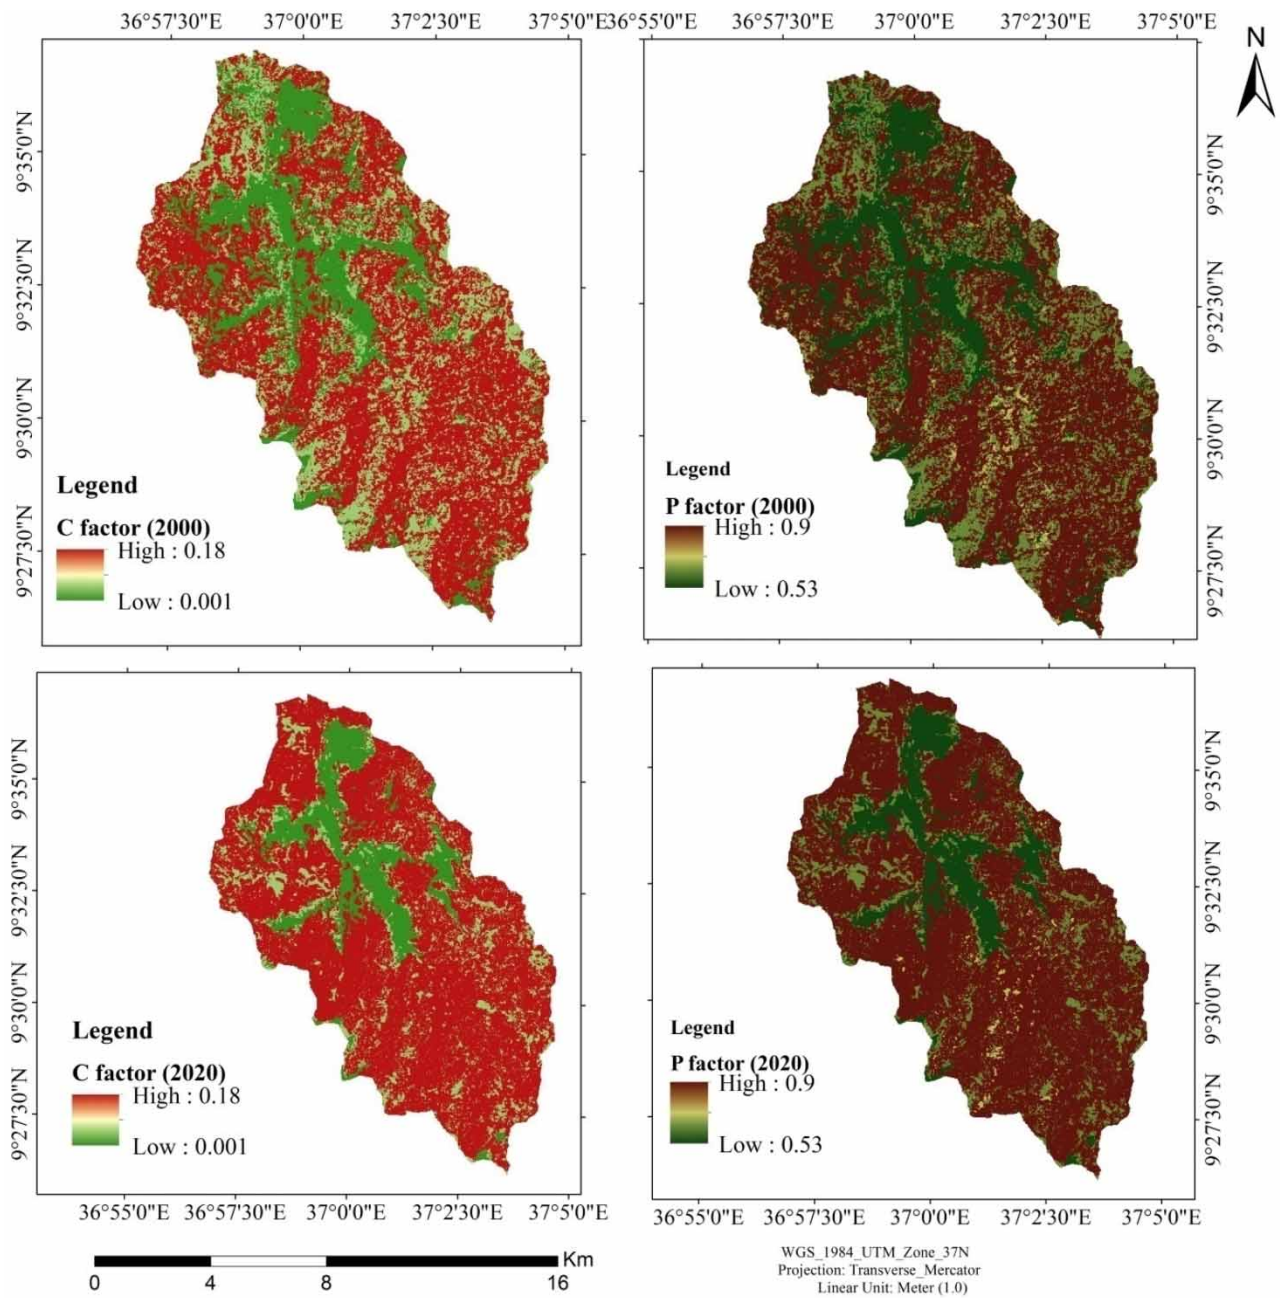 36°57'30"E 37°0'0"E 37°2'30"E 37°5'0"E 36°55'0"E 36°57'30"E 37°0'0"E 37°2'30"E 37°5'0"E
N
9°35'0"N
9°32'30"N
9°30'0"N
9°27'30"N
Legend
C factor (2000)
High : 0.18
Low : 0.001
Legend
P factor (2000)
High : 0.9
Low : 0.53
9°35'0"N
9°32'30"N
9°30'0"N
9°27'30"N
9°35'0"N
9°32'30"N
9°30'0"N
9°27'30"N
Legend
C factor (2020)
High : 0.18
Low : 0.001
Legend
P factor (2020)
High : 0.9
Low : 0.53
9°35'0"N
9°32'30"N
9°30'0"N
9°27'30"N
36°55'0"E 36°57'30"E 37°0'0"E 37°2'30"E 37°5'0"E 36°55'0"E 36°57'30"E 37°0'0"E 37°2'30"E 37°5'0"E
Km
0 4 8 16
WGS_1984_UTM_Zone_37N
Projection: Transverse_Mercator
Linear Unit: Meter (1.0)